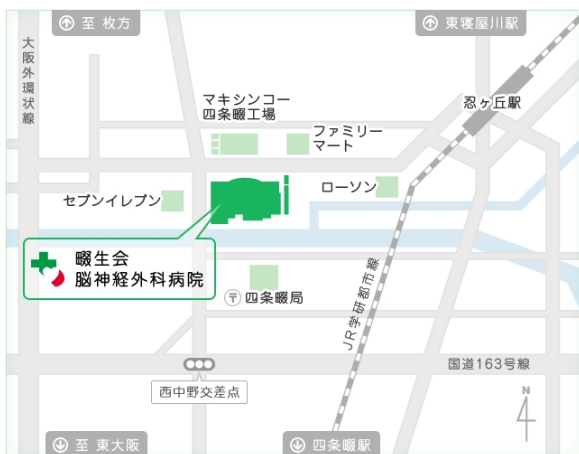 至 枚方
東寝屋川駅
大阪外環状線
マキシンコー
四条畷工場
忍ヶ丘駅
ファミリー
マート
セブンイレブン
ローソン
畷生会
脳神経外科病院
〒四条畷局
JR学研都市線
国道163号線
西中野交差点
N
至 東大阪
四条畷駅